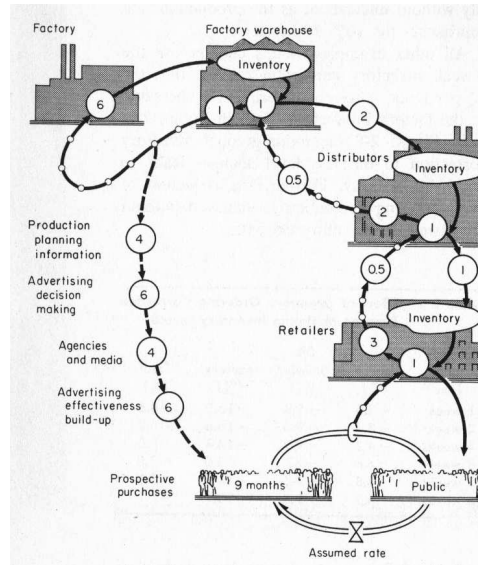 Factory
Factory warehouse
Inventory
6
1
1
2
Distributors
Inventory
0.5
2
1
Production
planning
information
4
0.5
1
Advertising
decision
making
6
Retailers
Inventory
Agencies
and media
4
3
1
Advertising
effectiveness
build-up
6
Prospective
purchases
9 months
Public
Assumed rate